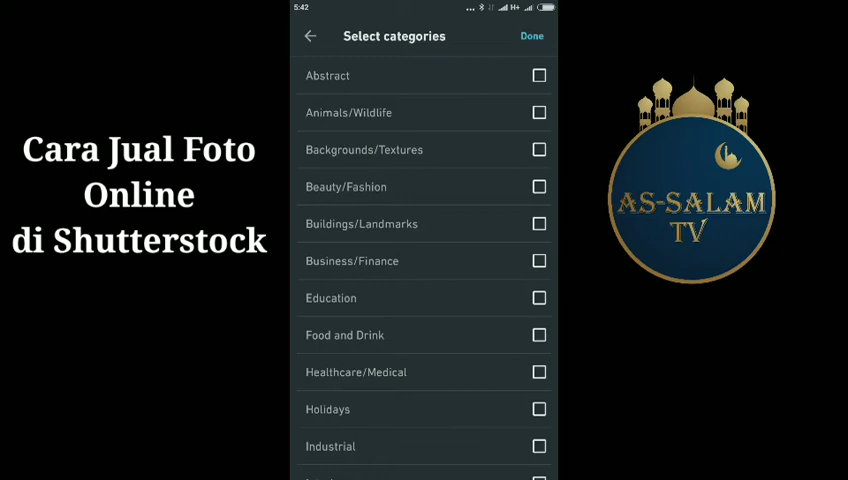 Cara Jual Foto
Online
di Shutterstock
5:42
H+
Select categories
Done
Abstract
Animals/Wildlife
Backgrounds/Textures
Beauty/Fashion
Buildings/Landmarks
Business/Finance
Education
Food and Drink
Healthcare/Medical
Holidays
Industrial
AS-SALAM
TV